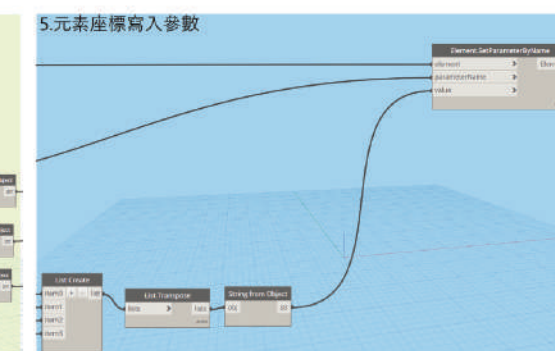 5.元素座標寫入參數
Element.SetParameterByName
element > Elem
parameterName >
value >
List Create
item0 + - list
item1
item2
item3
List.Transpose
lists > lists
String from Object
obj str